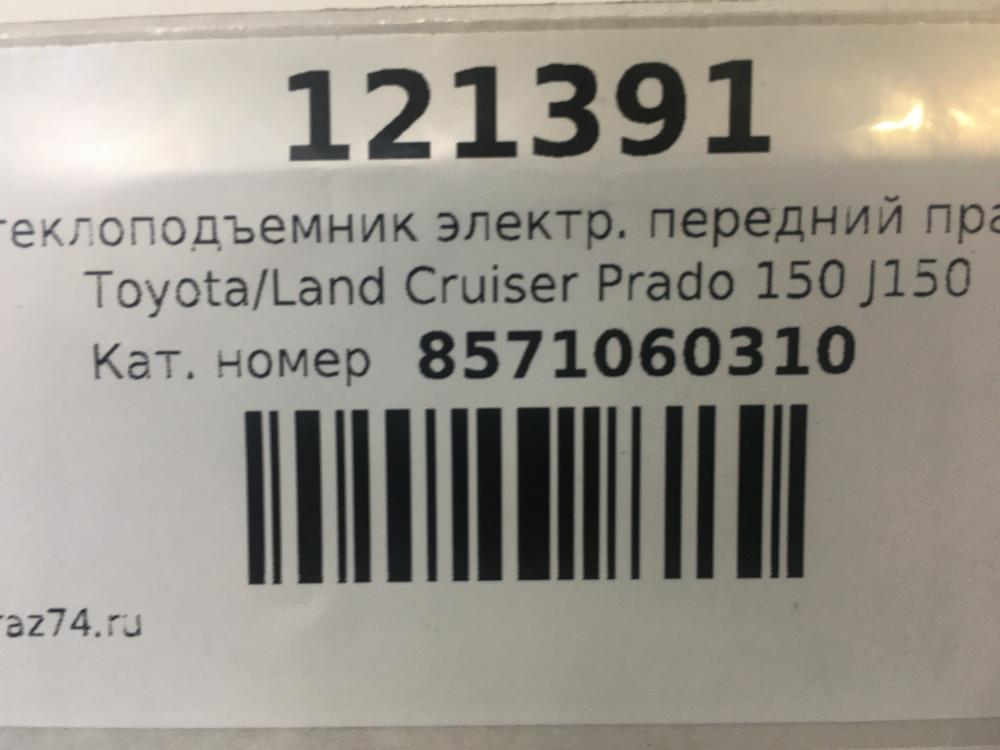 121391
теклоподъемник электр. передний пра
Toyota/Land Cruiser Prado 150 J150
Кат. номер 8571060310
raz74.ru